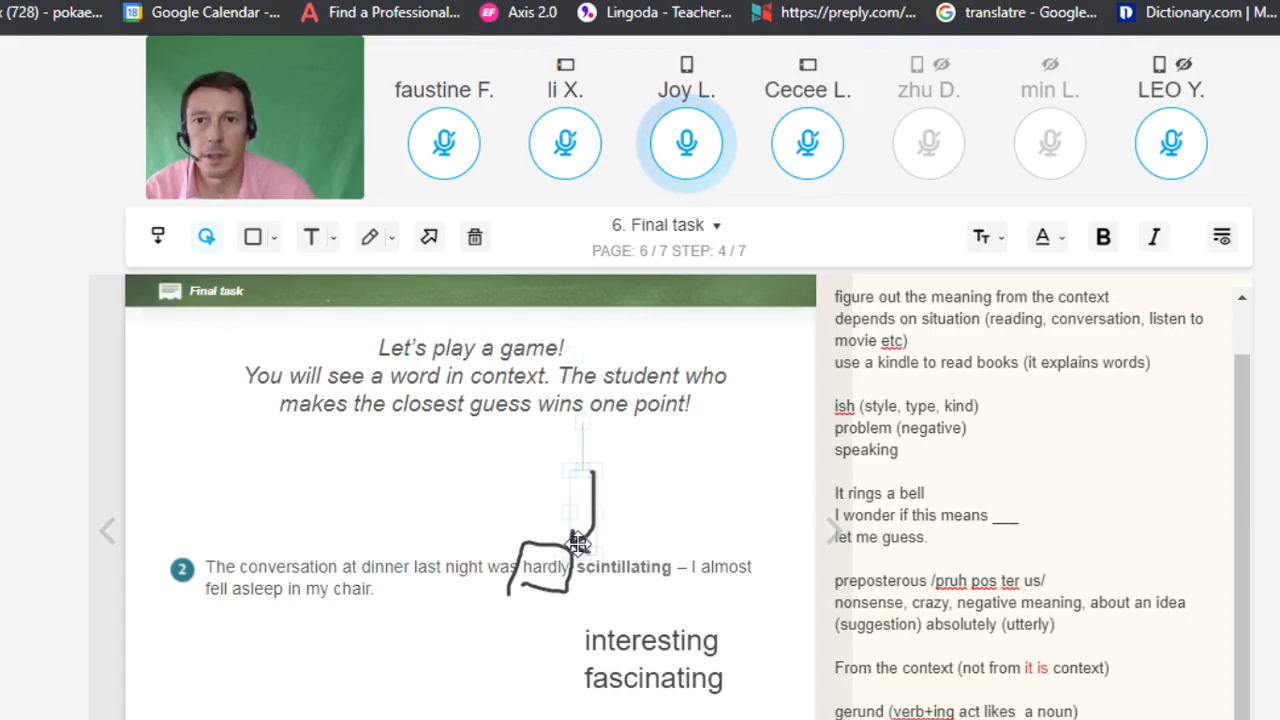 x (728) - pokae...
Google Calendar -...
Find a Professional...
Axis 2.0
Lingoda - Teacher...
https://preply.com/...
translatre - Google...
Dictionary.com | M...
faustine F.
li X.
Joy L.
Cecee L.
zhu D.
min L.
LEO Y.
6. Final task
PAGE: 6 / 7 STEP: 4 / 7
Final task
Let's play a game!
You will see a word in context. The student who
makes the closest guess wins one point!
2
The conversation at dinner last night was hardly scintillating – I almost
fell asleep in my chair.
interesting
fascinating
figure out the meaning from the context
depends on situation (reading, conversation, listen to
movie etc)
use a kindle to read books (it explains words)
ish (style, type, kind)
problem (negative)
speaking
It rings a bell
I wonder if this means ___
let me guess.
preposterous /pruh pos ter us/
nonsense, crazy, negative meaning, about an idea
(suggestion) absolutely (utterly)
From the context (not from it is context)
gerund (verb+ing act likes a noun)